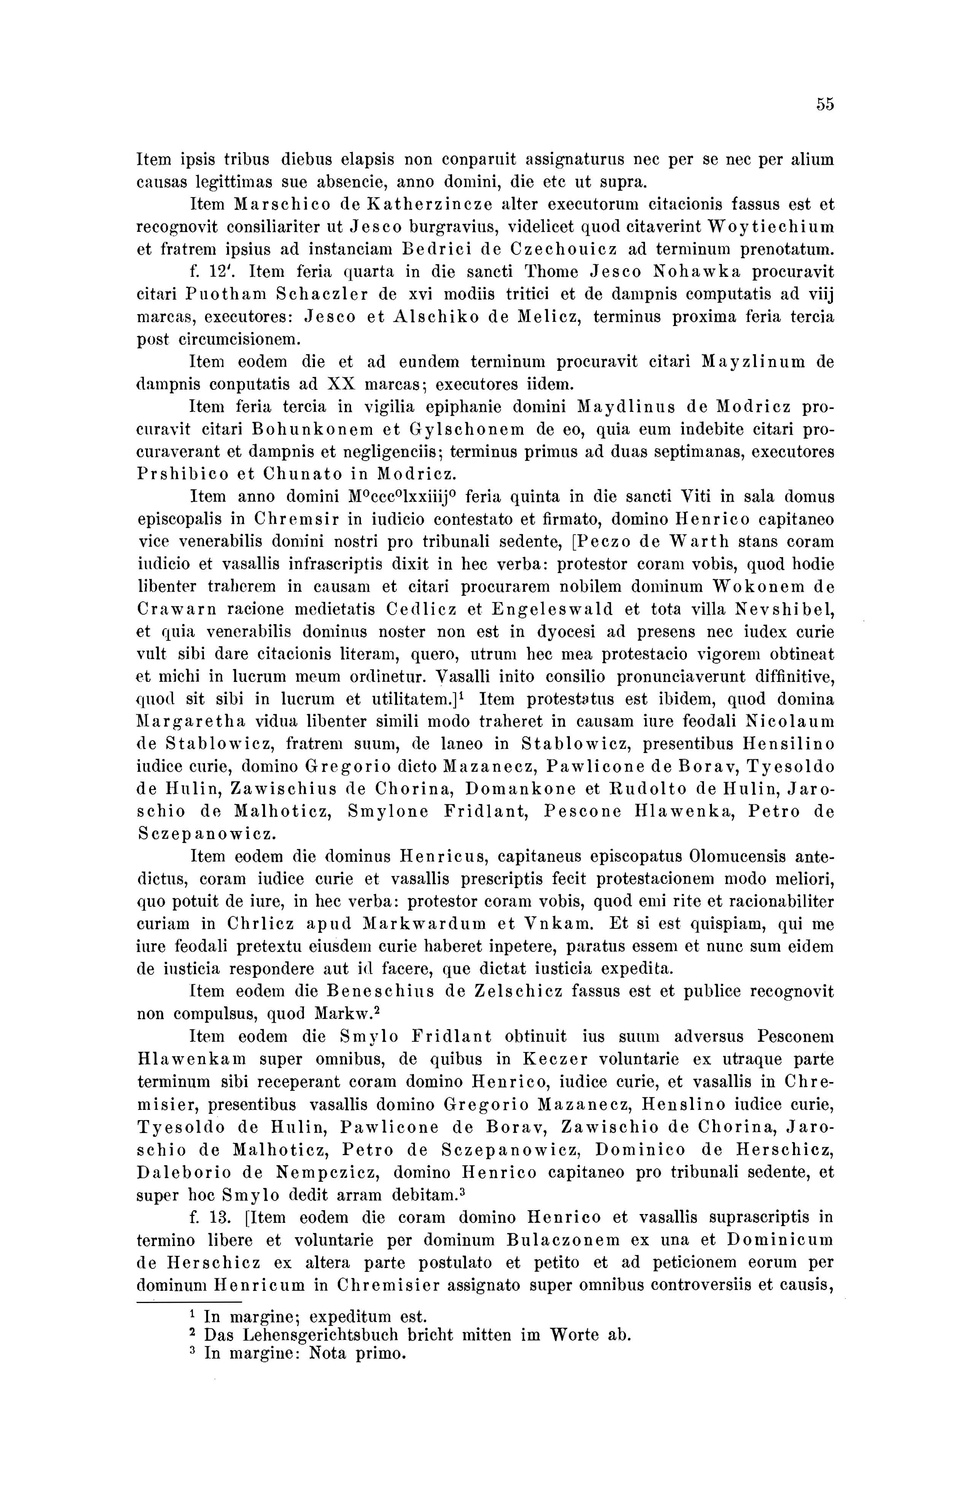 55
Item ipsis tribus diebus elapsis non conparuit assignaturus nec per se nec per alium
causas legittimas sue absencie, anno domini, die etc ut supra.
Item Marschico de Katherzincze alter executorum citacionis fassus est et
recognovit consiliariter ut Jesco burgravius, videlicet quod citaverint Woytiechium
et fratrem ipsius ad instanciam Bedrici de Czechouicz ad terminum prenotatum.
f. 12'. Item feria quarta in die sancti Thome Jesco Nohawka procuravit
citari Puotham Schaczler de xvi modiis tritici et de dampnis computatis ad viij
marcas, executores: Jesco et Alschiko de Melicz, terminus proxima feria tercia
post circumcisionem.
Item eodem die et ad eundem terminum procuravit citari Mayzlinum de
dampnis conputatis ad XX marcas; executores iidem.
Item feria tercia in vigilia epiphanie domini Maydlinus de Modricz pro-
curavit citari Bohunkonem et Gylschonem de eo, quia eum indebite citari pro-
curaverant et dampnis et negligenciis; terminus primus ad duas septimanas, executores
Prshibico et Chunato in Modricz.
Item anno domini Mºcccºlxxiiijº feria quinta in die sancti Viti in sala domus
episcopalis in Chremsir in iudicio contestato et firmato, domino Henrico capitaneo
vice venerabilis domini nostri pro tribunali sedente, [Peczo de Warth stans coram
iudicio et vasallis infrascriptis dixit in hec verba: protestor coram vobis, quod hodie
libenter traherem in causam et citari procurarem nobilem dominum Wokonem de
Crawarn racione medietatis Cedlicz et Engeleswald et tota villa Nevshibel,
et quia venerabilis dominus noster non est in dyocesi ad presens nec iudex curie
vult sibi dare citacionis literam, quero, utrum hec mea protestacio vigorem obtineat
et michi in lucrum meum ordinetur. Vasalli inito consilio pronunciaverunt diffinitive,
quod sit sibi in lucrum et utilitatem.]¹ Item protestatus est ibidem, quod domina
Margaretha vidua libenter simili modo traheret in causam iure feodali Nicolaum
de Stablowicz, fratrem suum, de laneo in Stablowicz, presentibus Hensilino
iudice curie, domino Gregorio dicto Mazanecz, Pawlicone de Borav, Tyesoldo
de Hulin, Zawischius de Chorina, Domankone et Rudolto de Hulin, Jaro-
schio de Malhoticz, Smylone Fridlant, Pescone Hlawenka, Petro de
Sczepanowicz.
Item eodem die dominus Henricus, capitaneus episcopatus Olomucensis ante-
dictus, coram iudice curie et vasallis prescriptis fecit protestacionem modo meliori,
quo potuit de iure, in hec verba: protestor coram vobis, quod emi rite et racionabiliter
curiam in Chrlicz apud Markwardum et Vnkam. Et si est quispiam, qui me
iure feodali pretextu eiusdem curie haberet inpetere, paratus essem et nunc sum eidem
de iusticia respondere aut id facere, que dictat iusticia expedita.
Item eodem die Beneschius de Zelschicz fassus est et publice recognovit
non compulsus, quod Markw.²
Item eodem die Smylo Fridlant obtinuit ius suum adversus Pesconem
Hlawenkam super omnibus, de quibus in Keczer voluntarie ex utraque parte
terminum sibi receperant coram domino Henrico, iudice curie, et vasallis in Chre-
misier, presentibus vasallis domino Gregorio Mazanecz, Henslino iudice curie,
Tyesoldo de Hulin, Pawlicone de Borav, Zawischio de Chorina, Jaro-
schio de Malhoticz, Petro de Sczepanowicz, Dominico de Herschicz,
Daleborio de Nempczicz, domino Henrico capitaneo pro tribunali sedente, et
super hoc Smylo dedit arram debitam.³
f. 13. [Item eodem die coram domino Henrico et vasallis suprascriptis in
termino libere et voluntarie per dominum Bulaczonem ex una et Dominicum
de Herschicz ex altera parte postulato et petito et ad peticionem eorum per
dominum Henricum in Chremisier assignato super omnibus controversiis et causis,
¹ In margine; expeditum est.
² Das Lehensgerichtsbuch bricht mitten im Worte ab.
³ In margine: Nota primo.